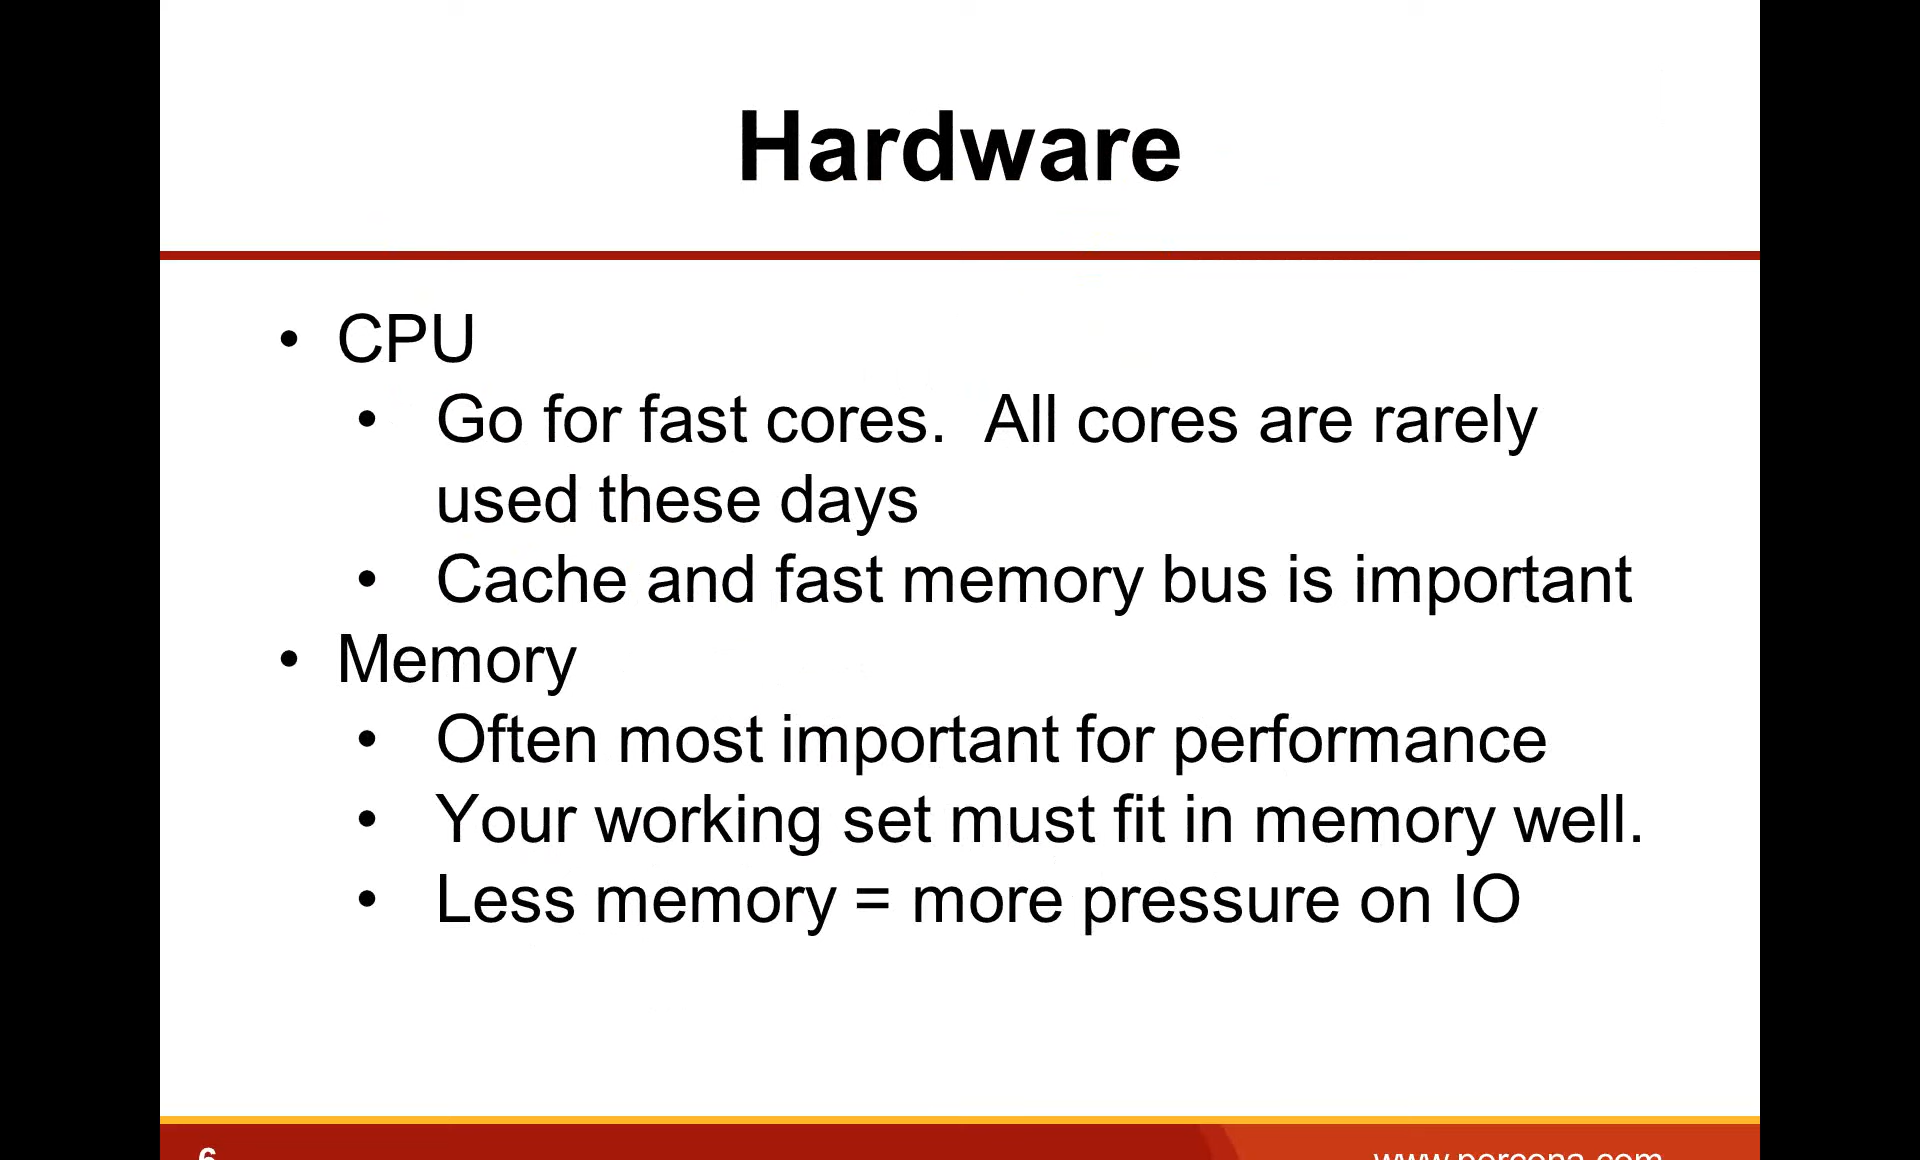 Hardware
• CPU
• Go for fast cores.  All cores are rarely
used these days
• Cache and fast memory bus is important
• Memory
• Often most important for performance
• Your working set must fit in memory well.
• Less memory = more pressure on IO
6
www.percona.com